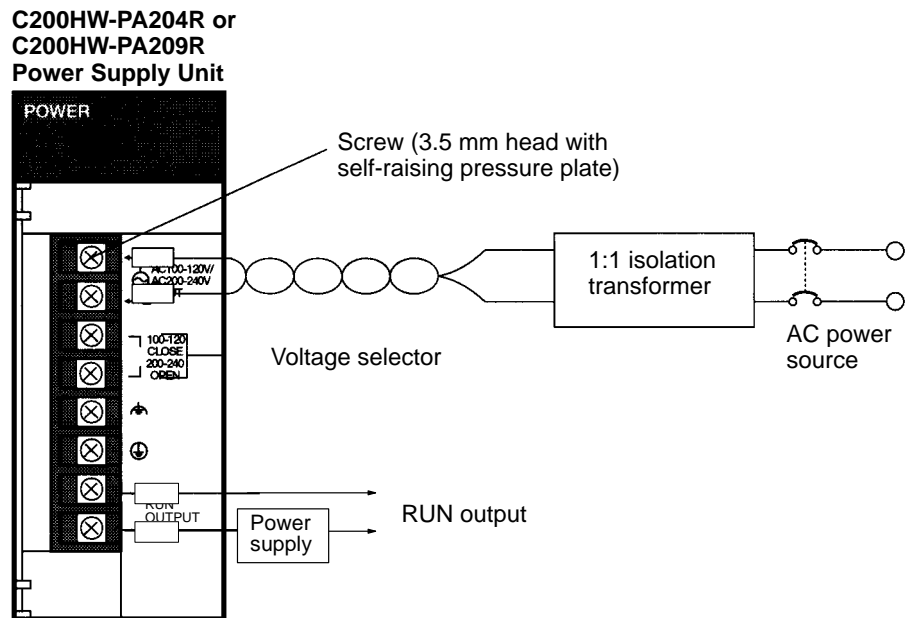 C200HW-PA204R or
C200HW-PA209R
Power Supply Unit
POWER
Screw (3.5 mm head with
self-raising pressure plate)
AC100-120V/
AC200-240V
1:1 isolation
transformer
AC power
source
100-120
CLOSE
200-240
OPEN
Voltage selector
RUN
OUTPUT
RUN output
Power
supply